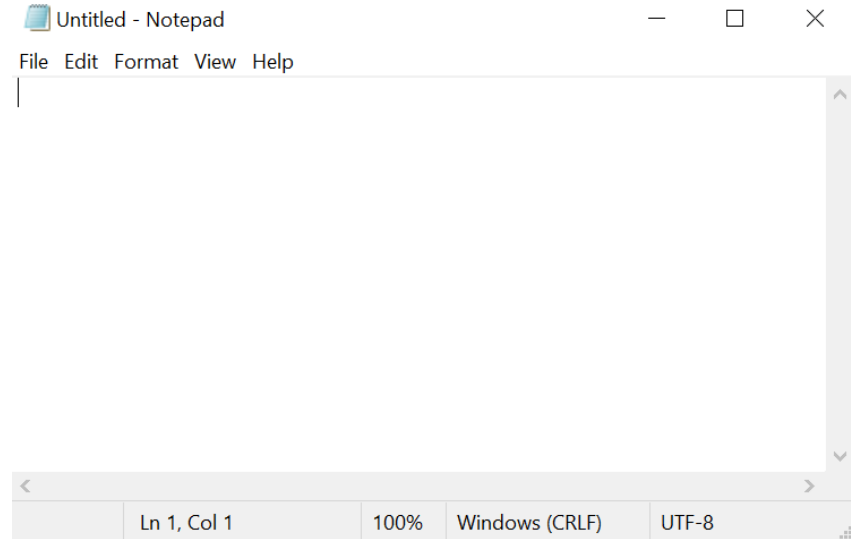 Untitled - Notepad
File Edit Format View Help
Ln 1, Col 1 100% Windows (CRLF) UTF-8